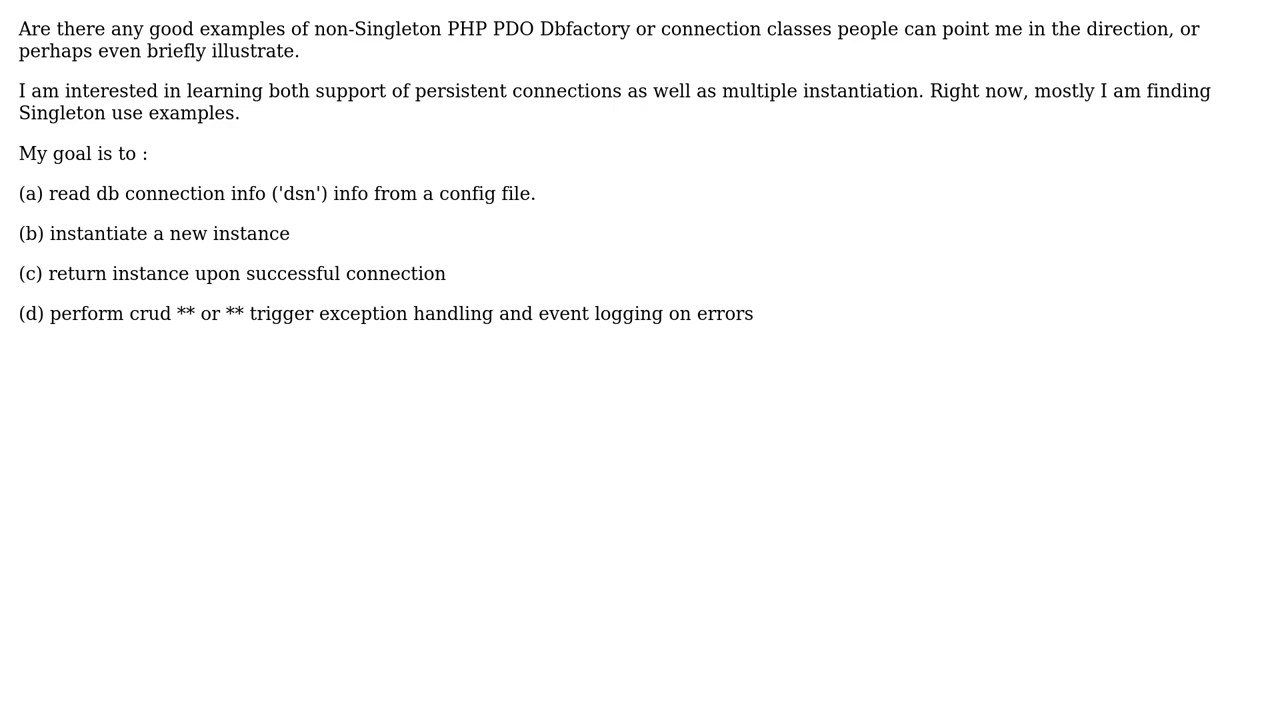 Are there any good examples of non-Singleton PHP PDO Dbfactory or connection classes people can point me in the direction, or
perhaps even briefly illustrate.
I am interested in learning both support of persistent connections as well as multiple instantiation. Right now, mostly I am finding
Singleton use examples.
My goal is to :
(a) read db connection info ('dsn') info from a config file.
(b) instantiate a new instance
(c) return instance upon successful connection
(d) perform crud ** or ** trigger exception handling and event logging on errors